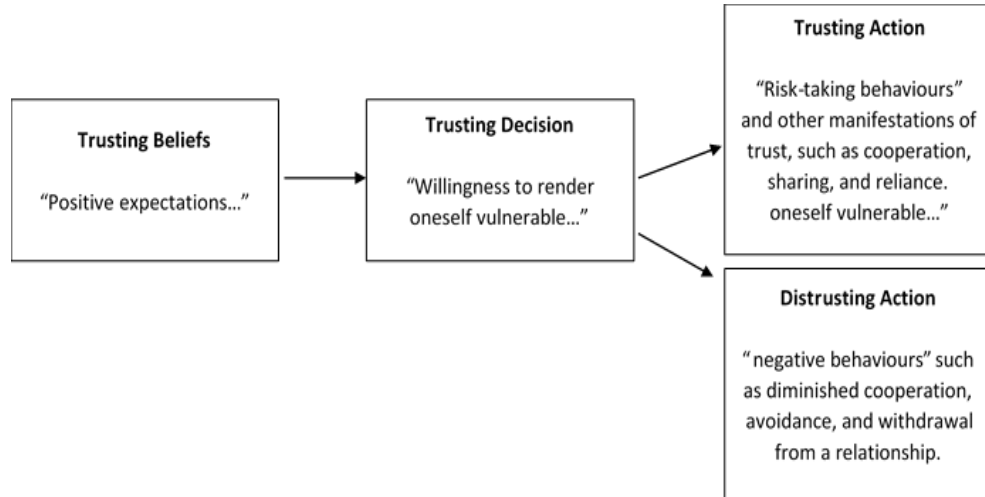 Trusting Beliefs
“Positive expectations...”
Trusting Decision
“Willingness to render
oneself vulnerable...”
Trusting Action
“Risk-taking behaviours”
and other manifestations of
trust, such as cooperation,
sharing, and reliance.
oneself vulnerable...”
Distrusting Action
“negative behaviours” such
as diminished cooperation,
avoidance, and withdrawal
from a relationship.